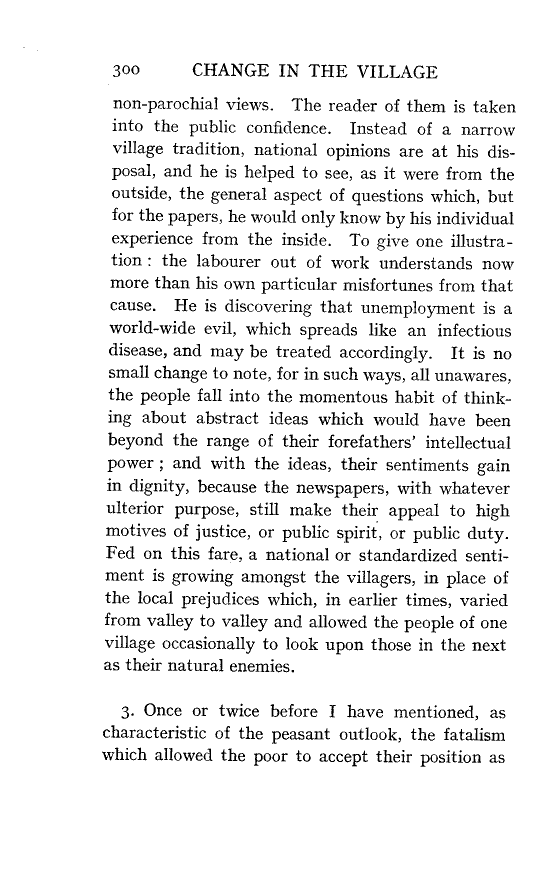 300 CHANGE IN THE VILLAGE
non-parochial views. The reader of them is taken
into the public confidence. Instead of a narrow
village tradition, national opinions are at his dis-
posal, and he is helped to see, as it were from the
outside, the general aspect of questions which, but
for the papers, he would only know by his individual
experience from the inside. To give one illustra-
tion : the labourer out of work understands now
more than his own particular misfortunes from that
cause. He is discovering that unemployment is a
world-wide evil, which spreads like an infectious
disease, and may be treated accordingly. It is no
small change to note, for in such ways, all unawares,
the people fall into the momentous habit of think-
ing about abstract ideas which would have been
beyond the range of their forefathers' intellectual
power ; and with the ideas, their sentiments gain
in dignity, because the newspapers, with whatever
ulterior purpose, still make their appeal to high
motives of justice, or public spirit, or public duty.
Fed on this fare, a national or standardized senti-
ment is growing amongst the villagers, in place of
the local prejudices which, in earlier times, varied
from valley to valley and allowed the people of one
village occasionally to look upon those in the next
as their natural enemies.
3. Once or twice before I have mentioned, as
characteristic of the peasant outlook, the fatalism
which allowed the poor to accept their position as